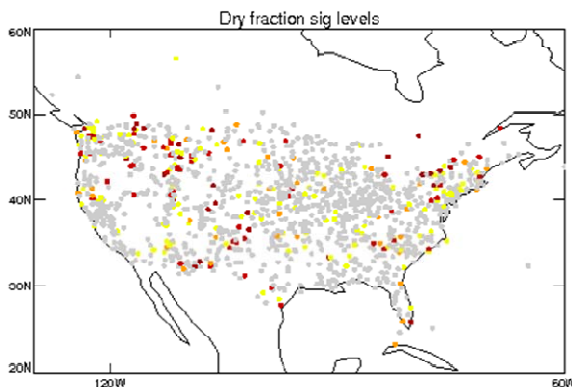 Dry fraction sig levels
60N
50N
40N
30N
20N
120W
60W